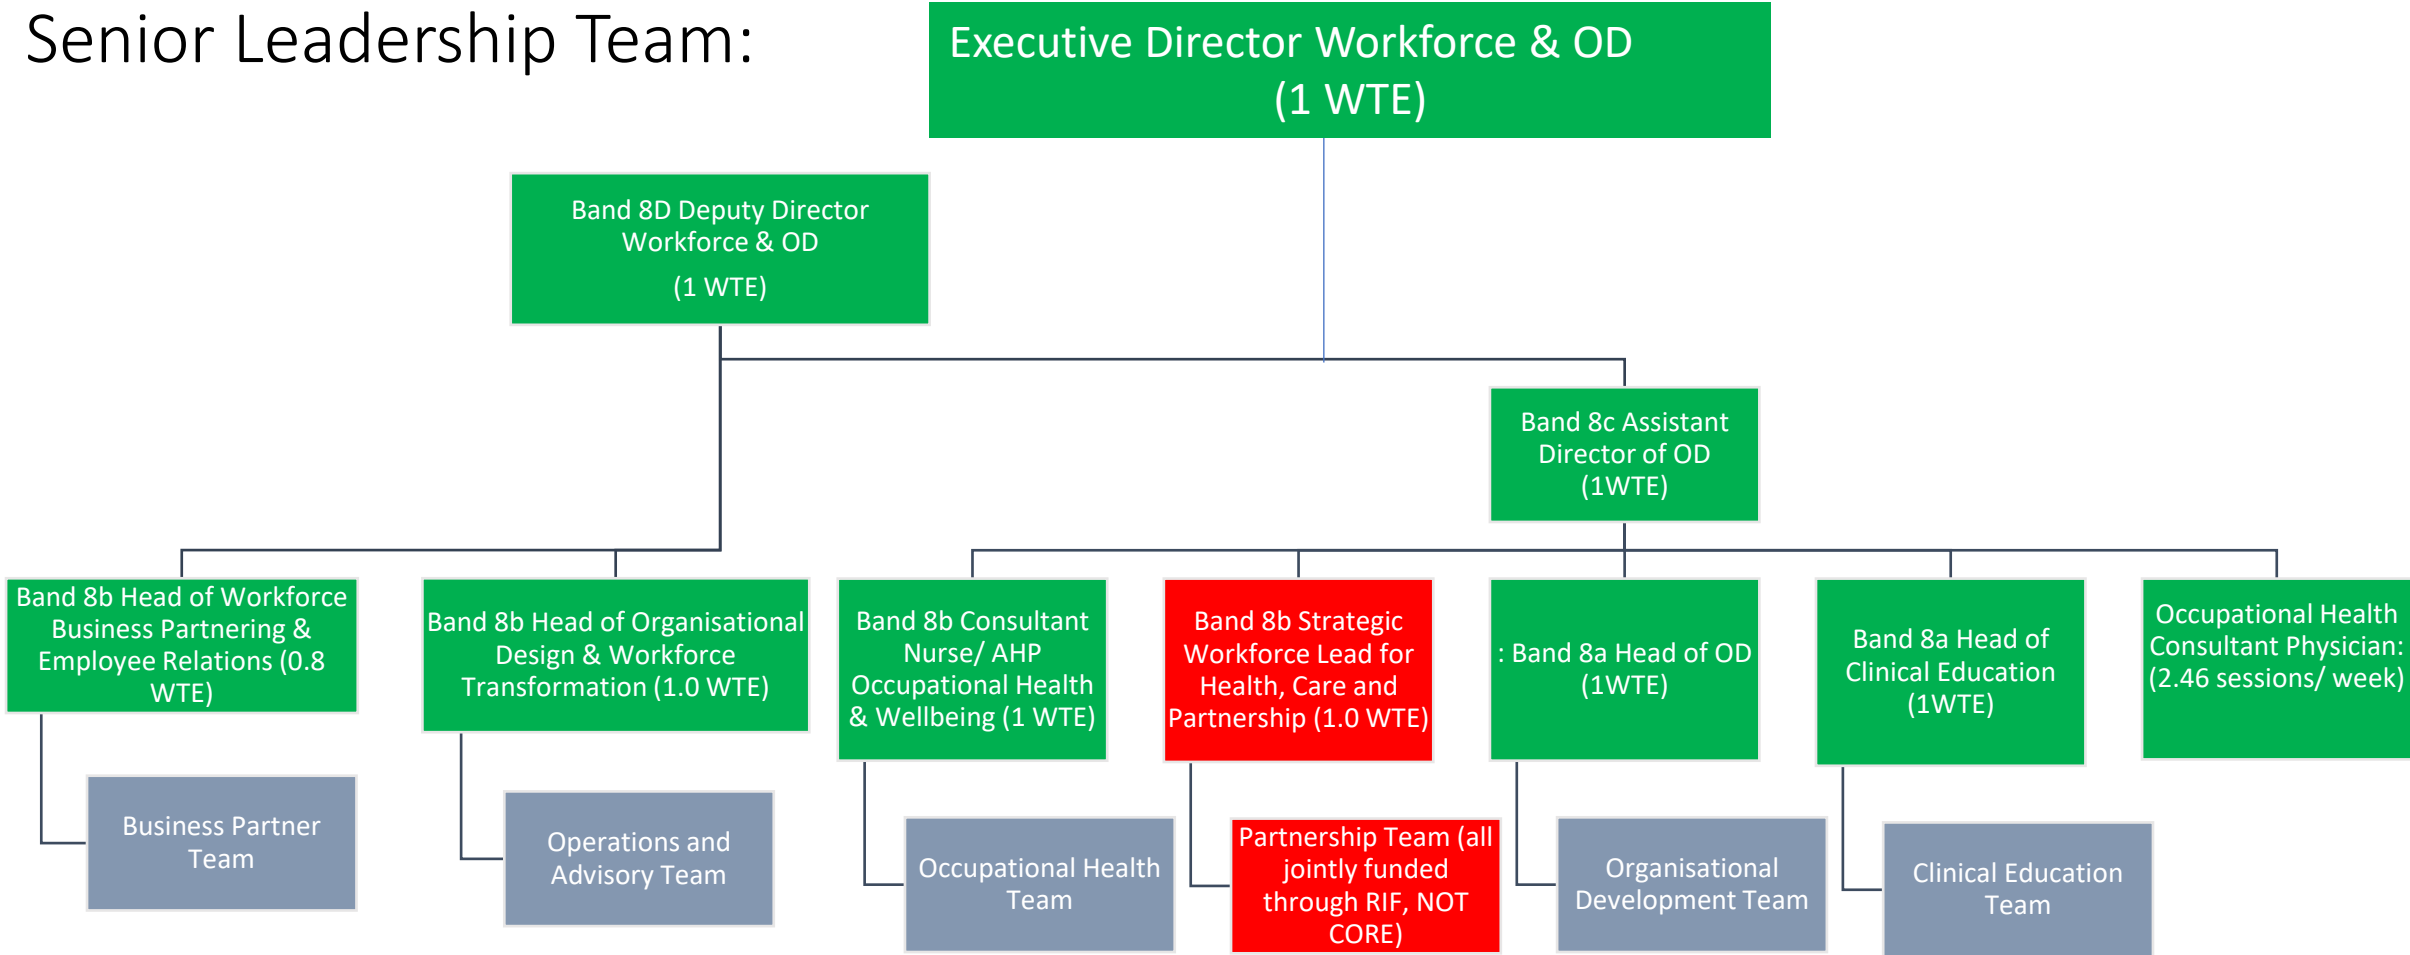 Senior Leadership Team:
Executive Director Workforce & OD
(1 WTE)
Band 8D Deputy Director
Workforce & OD
(1 WTE)
Band 8c Assistant
Director of OD
(1WTE)
Band 8b Head of Workforce
Business Partnering &
Employee Relations (0.8
WTE)
Band 8b Head of Organisational
Design & Workforce
Transformation (1.0 WTE)
Band 8b Consultant
Nurse/ AHP
Occupational Health
& Wellbeing (1 WTE)
Band 8b Strategic
Workforce Lead for
Health, Care and
Partnership (1.0 WTE)
: Band 8a Head of OD
(1WTE)
Band 8a Head of
Clinical Education
(1WTE)
Occupational Health
Consultant Physician:
(2.46 sessions/ week)
Business Partner
Team
Operations and
Advisory Team
Occupational Health
Team
Partnership Team (all
jointly funded
through RIF, NOT
CORE)
Organisational
Development Team
Clinical Education
Team